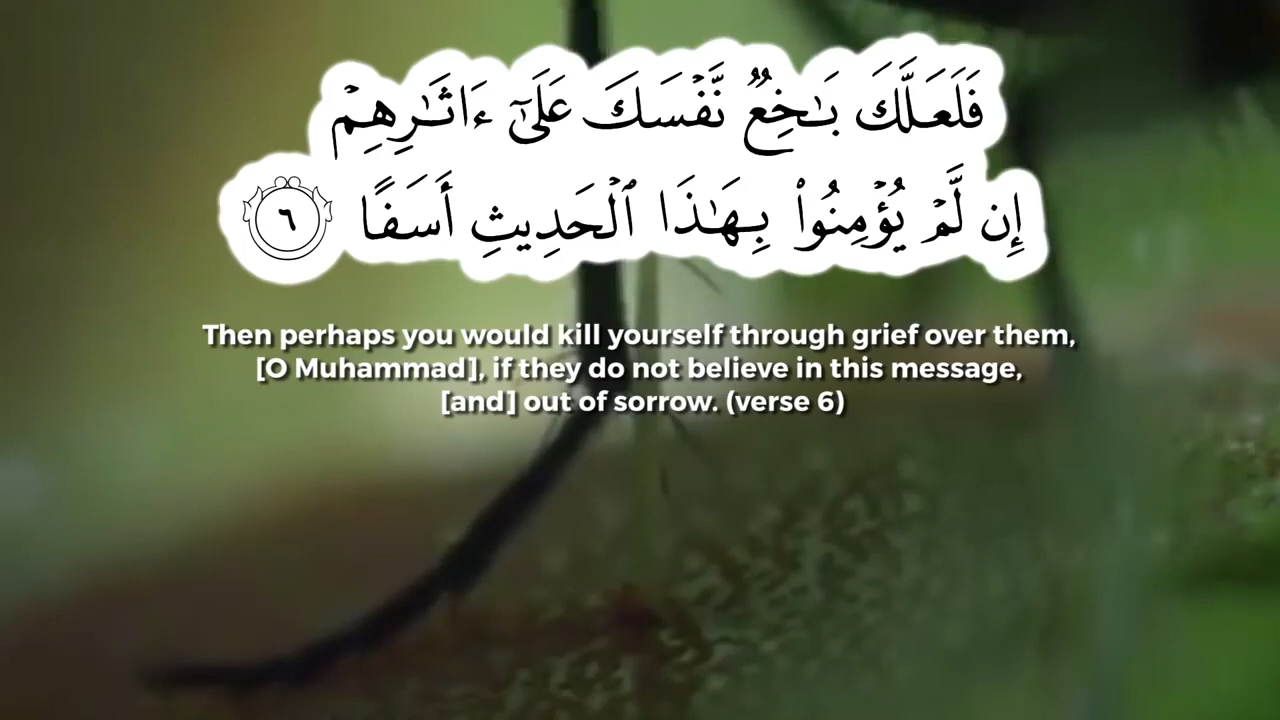 فَلَعَلَّكَ بَـٰخِعٌۭ نَّفْسَكَ عَلَىٰٓ ءَاثَـٰرِهِمْ
إِن لَّمْ يُؤْمِنُوا۟ بِهَـٰذَا ٱلْحَدِيثِ أَسَفًا ٦
Then perhaps you would kill yourself through grief over them,
[O Muhammad], if they do not believe in this message,
[and] out of sorrow. (verse 6)